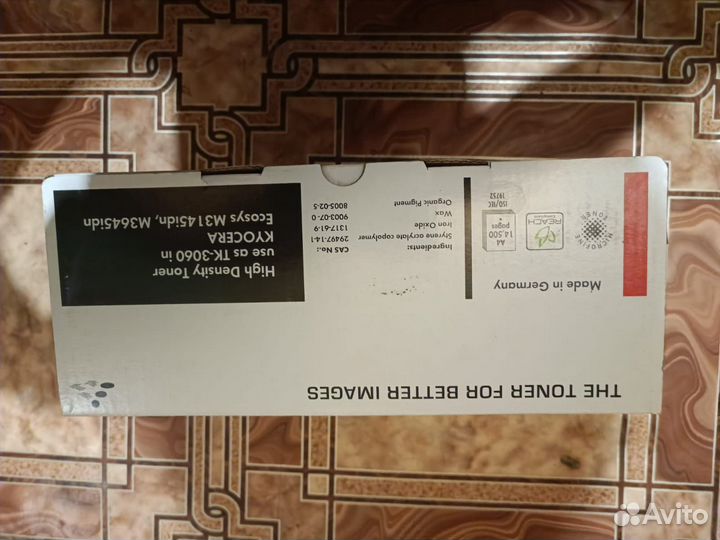 THE TONER FOR BETTER IMAGES
Made in Germany
MICROFINE
TONER
REACH
Compliant
A4
14.500
pages
ISO/IEC
19752
Ingredients:
CAS No.:
Styrene acrylate copolymer
29497-14-1
Iron Oxide
1317-61-9
Wax
9003-07-0
Organic Pigment
8005-02-5
High Density Toner
use as TK-3060 in
KYOCERA
Ecosys M3145idn, M3645idn
Avito